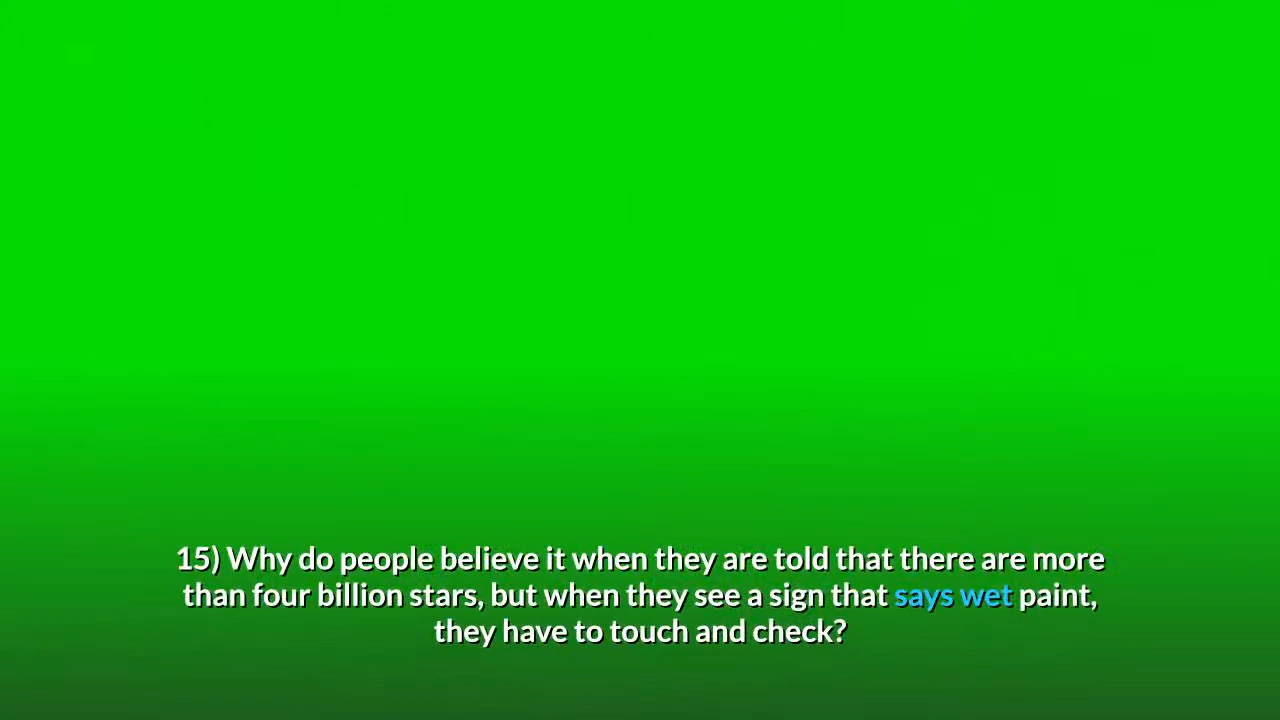 15) Why do people believe it when they are told that there are more
than four billion stars, but when they see a sign that says wet paint,
they have to touch and check?